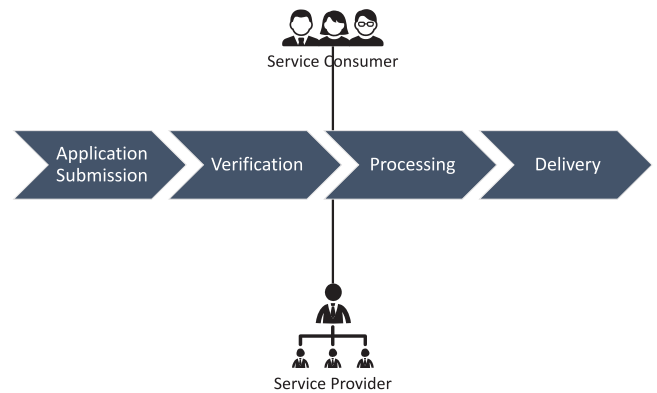 Service Consumer
Application
Submission
Verification
Processing
Delivery
Service Provider